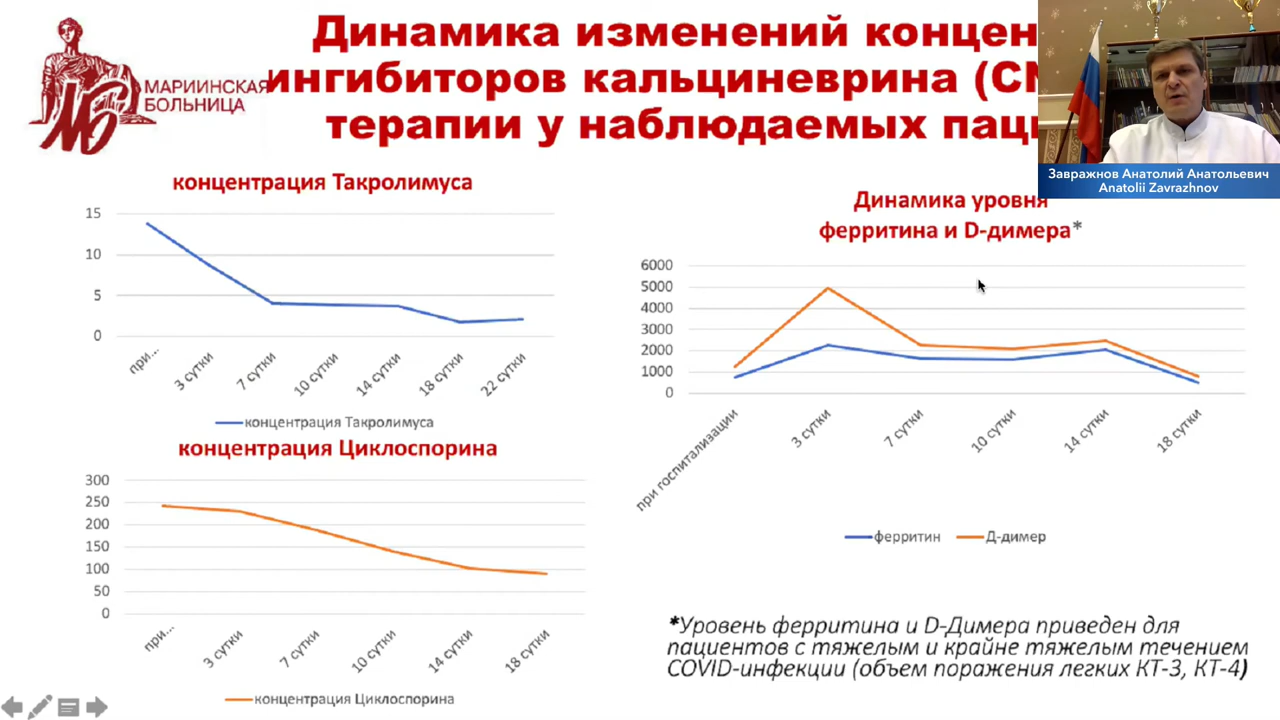 Динамика изменений концен
ингибиторов кальциневрина (CN
терапии у наблюдаемых паци
МАРИИНСКАЯ
БОЛЬНИЦА
Завражнов Анатолий Анатольевич
Anatolii Zavrazhnov
концентрация Такролимуса
15
10
5
0
при...
3 сутки
7 сутки
10 сутки
14 сутки
18 сутки
22 сутки
концентрация Такролимуса
концентрация Циклоспорина
300
250
200
150
100
50
0
при...
3 сутки
7 сутки
10 сутки
14 сутки
18 сутки
концентрация Циклоспорина
Динамика уровня
ферритина и D-димера*
6000
5000
4000
3000
2000
1000
0
при госпитализации
3 сутки
7 сутки
10 сутки
14 сутки
18 сутки
ферритин
Д-димер
*Уровень ферритина и D-Димера приведен для
пациентов с тяжелым и крайне тяжелым течением
COVID-инфекции (объем поражения легких КТ-3, КТ-4)